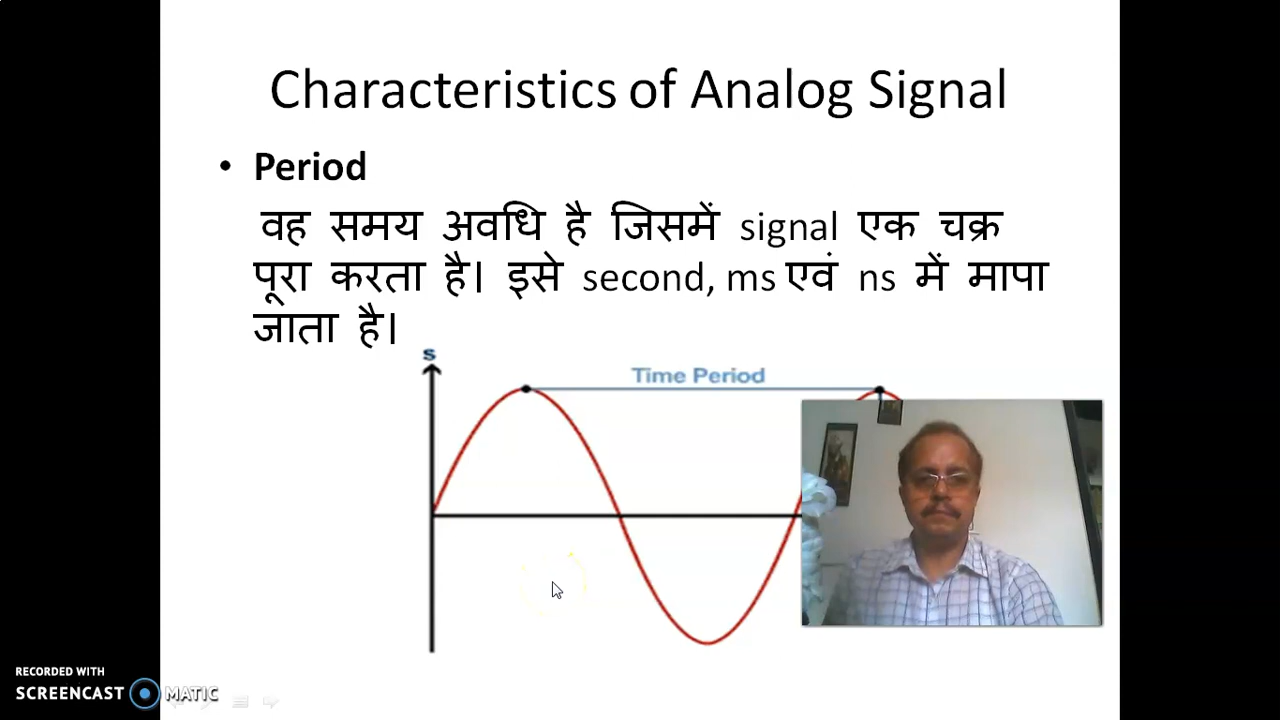 Characteristics of Analog Signal
• Period
वह समय अवधि है जिसमें signal एक चक्र
पूरा करता है। इसे second, ms एवं ns में मापा
जाता है।
s
Time Period
RECORDED WITH
SCREENCAST MATIC